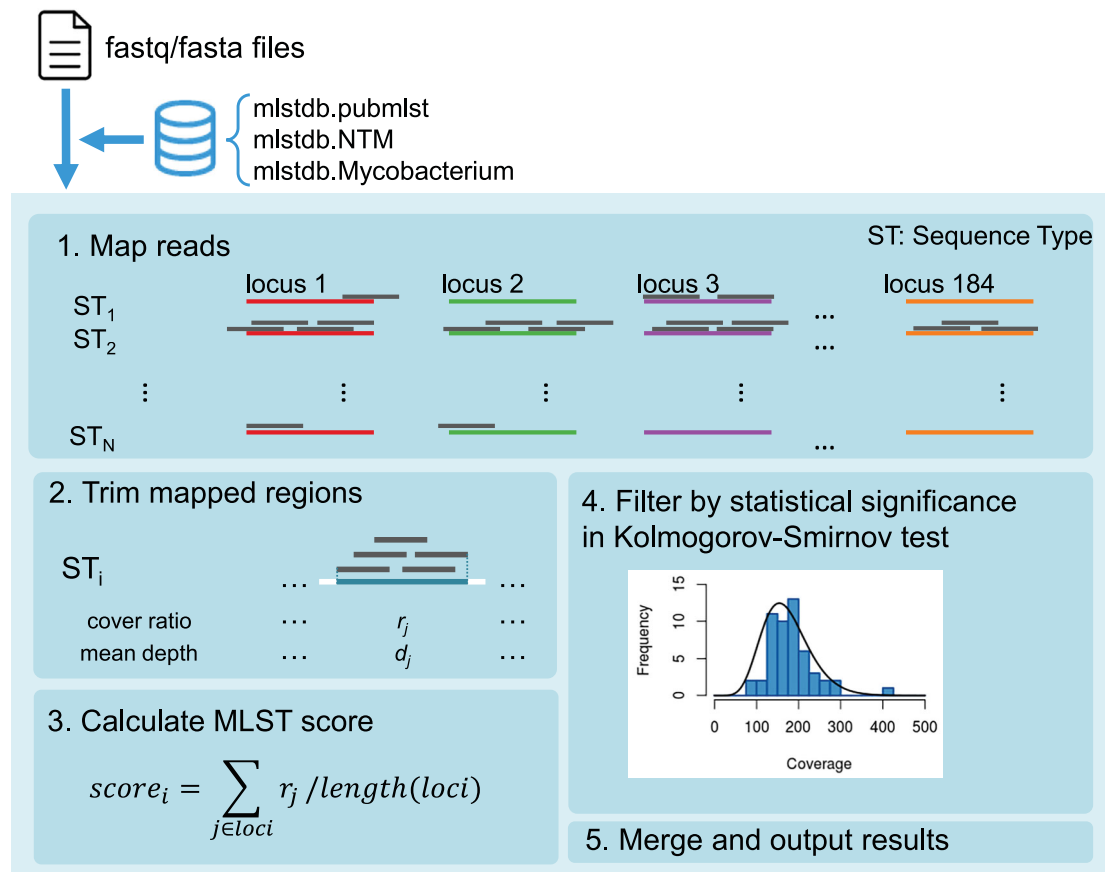 fastq/fasta files
mlstdb.pubmlst
mlstdb.NTM
mlstdb.Mycobacterium
1. Map reads
ST: Sequence Type
locus 1 locus 2 locus 3 locus 184
ST1
...
ST2
...
⋮ ⋮ ⋮ ⋮ ⋮
STN
...
2. Trim mapped regions
STi ... ...
cover ratio ... rj ...
mean depth ... dj ...
3. Calculate MLST score
scorei = ∑ rj /length(loci)
j∈loci
4. Filter by statistical significance
in Kolmogorov-Smirnov test
Frequency
15
10
5
0
0 100 200 300 400 500
Coverage
5. Merge and output results